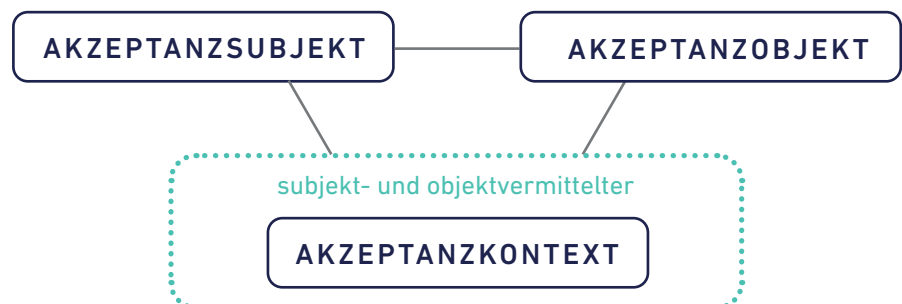 AKZEPTANZSUBJEKT
AKZEPTANZOBJEKT
subjekt- und objektvermittelter
AKZEPTANZKONTEXT